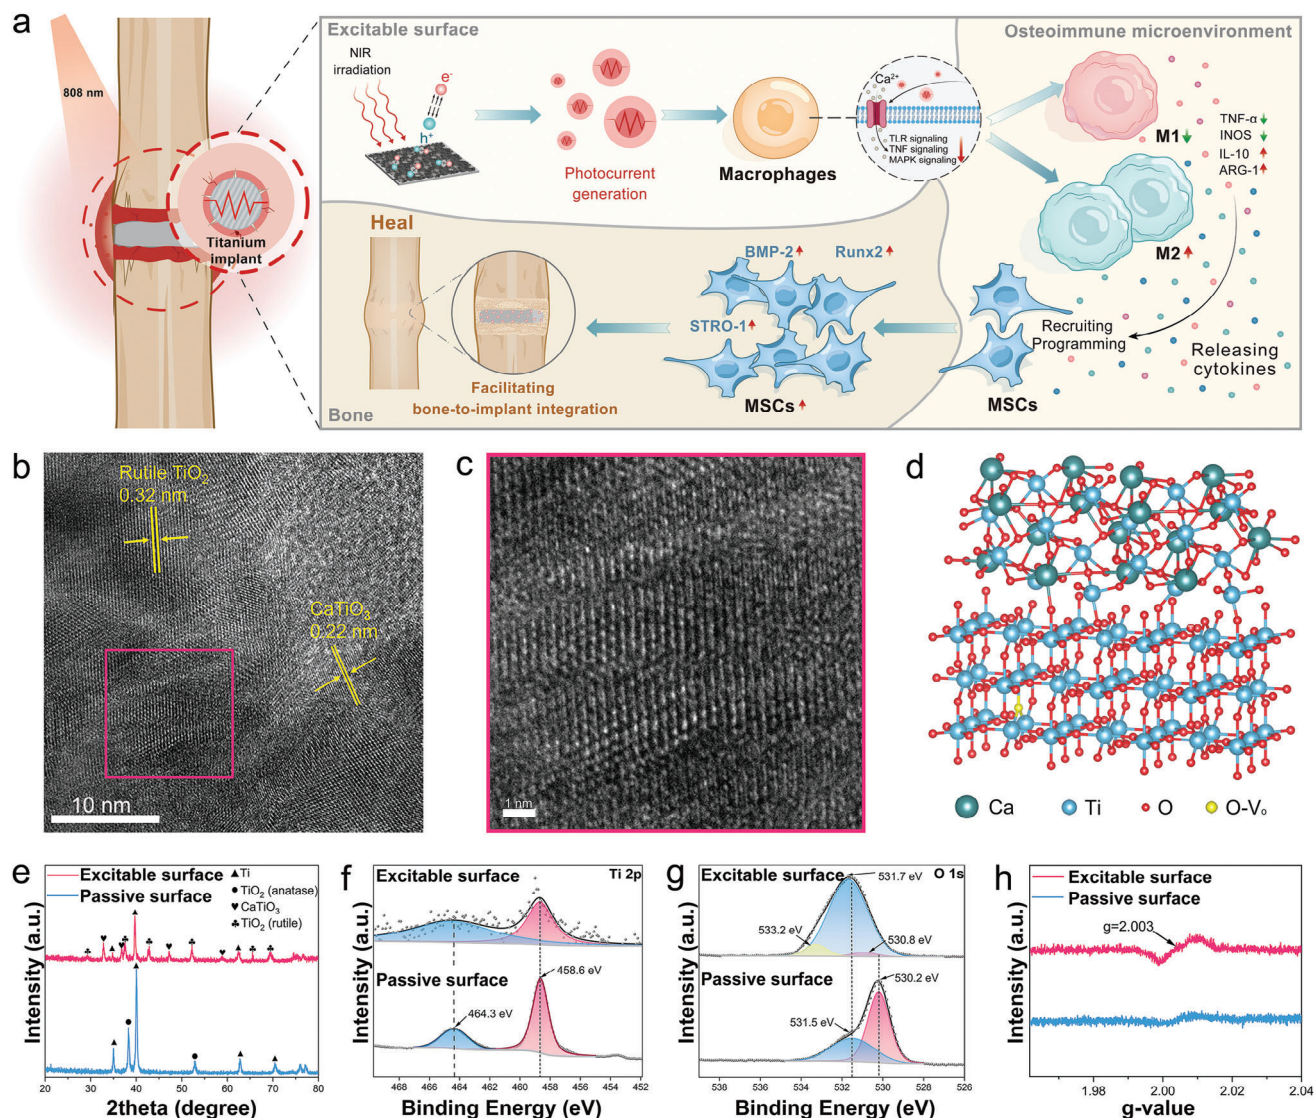 a
808 nm
Titanium
implant
Excitable surface
NIR
irradiation
e-
h+
Photocurrent
generation
Macrophages
Ca2+
TLR signaling
TNF signaling
MAPK signaling
Osteoimmune microenvironment
M1
TNF-α
INOS
IL-10
ARG-1
M2
Recruiting
Programming
Releasing
cytokines
MSCs
BMP-2
Runx2
STRO-1
MSCs
Heal
Facilitating
bone-to-implant integration
Bone
b
Rutile TiO2
0.32 nm
CaTiO3
0.22 nm
10 nm
c
1 nm
d
Ca
Ti
O
O-Vo
e
Excitable surface
Passive surface
Ti
TiO2 (anatase)
CaTiO3
TiO2 (rutile)
Intensity (a.u.)
20 30 40 50 60 70 80
2theta (degree)
f
Ti 2p
Excitable surface
Passive surface
458.6 eV
464.3 eV
Intensity (a.u.)
468 466 464 462 460 458 456 454 452
Binding Energy (eV)
g
O 1s
Excitable surface
531.7 eV
533.2 eV
530.8 eV
Passive surface
530.2 eV
531.5 eV
Intensity (a.u.)
538 536 534 532 530 528 526
Binding Energy (eV)
h
Excitable surface
Passive surface
g=2.003
Intensity (a.u.)
1.98 2.00 2.02 2.04
g-value